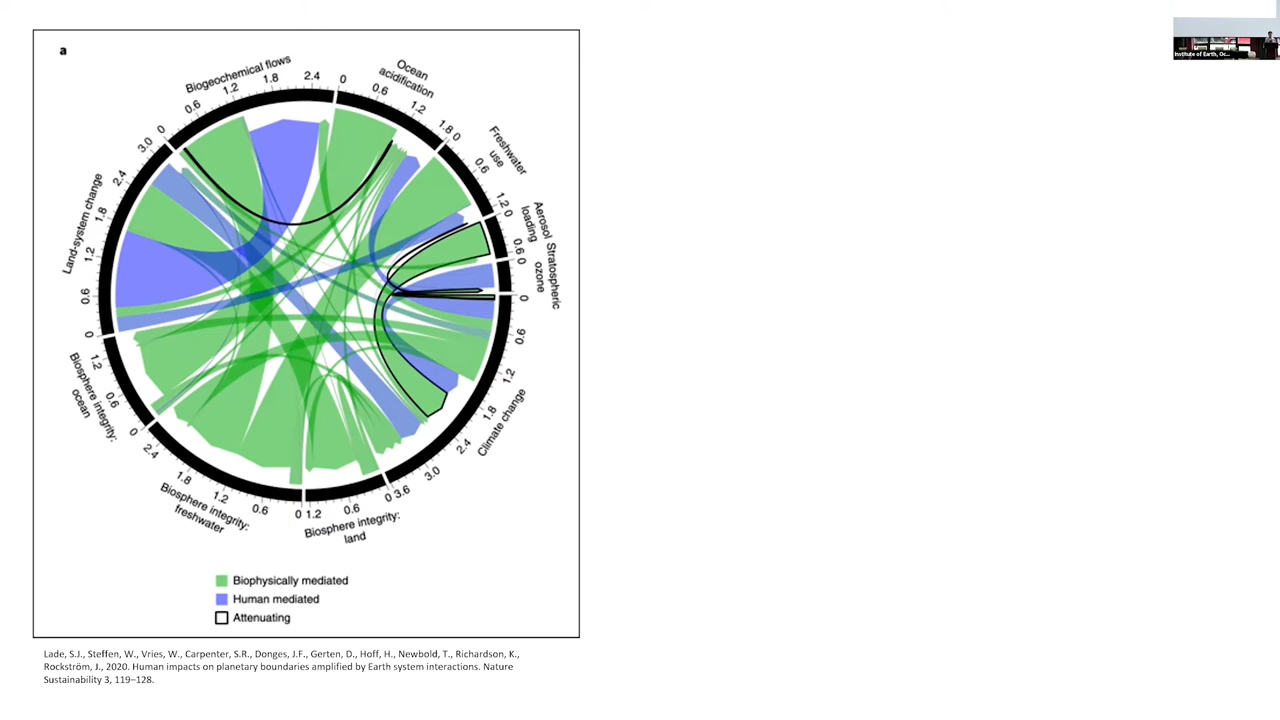 a
Biogeochemical flows
0
0.6
1.2
1.8
2.4
Ocean
acidification
0
0.6
1.2
1.8
Freshwater
use
0
0.6
1.2
Aerosol
loading
0
0.6
Stratospheric
ozone
0
Climate change
0
0.6
1.2
1.8
2.4
3.0
3.6
Biosphere integrity:
land
0
0.6
1.2
Biosphere integrity:
freshwater
0
0.6
1.2
1.8
2.4
Biosphere integrity:
ocean
0
0.6
1.2
Land-system change
0
0.6
1.2
1.8
2.4
3.0
Biophysically mediated
Human mediated
Attenuating
Lade, S.J., Steffen, W., Vries, W., Carpenter, S.R., Donges, J.F., Gerten, D., Hoff, H., Newbold, T., Richardson, K.,
Rockström, J., 2020. Human impacts on planetary boundaries amplified by Earth system interactions. Nature
Sustainability 3, 119–128.
Institute of Earth, Oc...